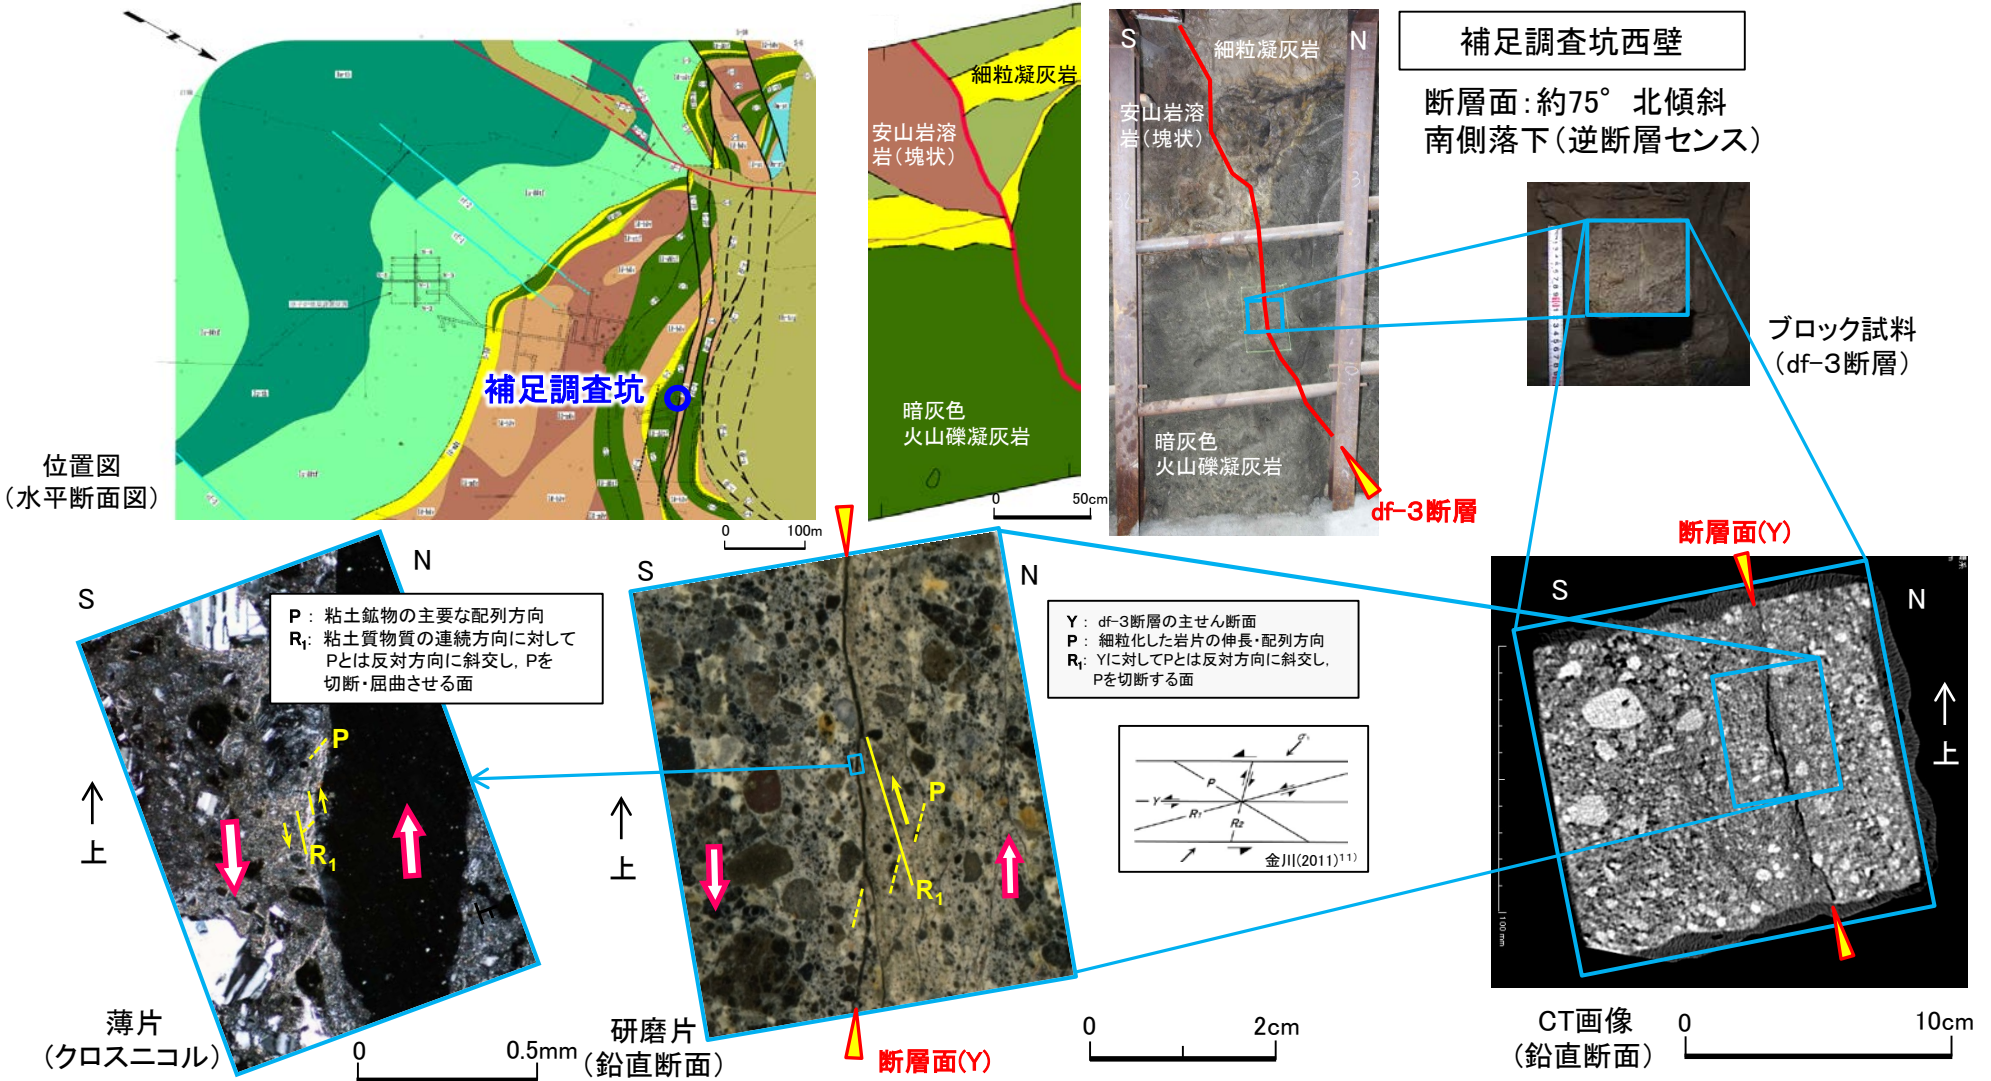 補足調査坑
位置図
(水平断面図)
0 100m
細粒凝灰岩
安山岩溶
岩(塊状)
暗灰色
火山礫凝灰岩
0 50cm
S N
細粒凝灰岩
安山岩溶
岩(塊状)
暗灰色
火山礫凝灰岩
df-3断層
補足調査坑西壁
断層面:約75° 北傾斜
南側落下(逆断層センス)
ブロック試料
(df-3断層)
S N
P : 粘土鉱物の主要な配列方向
R₁: 粘土質物質の連続方向に対して
Pとは反対方向に斜交し,Pを
切断・屈曲させる面
P
R₁
上
薄片
(クロスニコル)
0 0.5mm
S N
P
R₁
上
研磨片
(鉛直断面)
断層面(Y)
0 2cm
Y : df-3断層の主せん断面
P : 細粒化した岩片の伸長・配列方向
R₁: Yに対してPとは反対方向に斜交し,
Pを切断する面
σ₁
P
Y
R₁
R₂
金川(2011)¹¹⁾
断層面(Y)
S N
上
100 mm
CT画像
(鉛直断面)
0 10cm